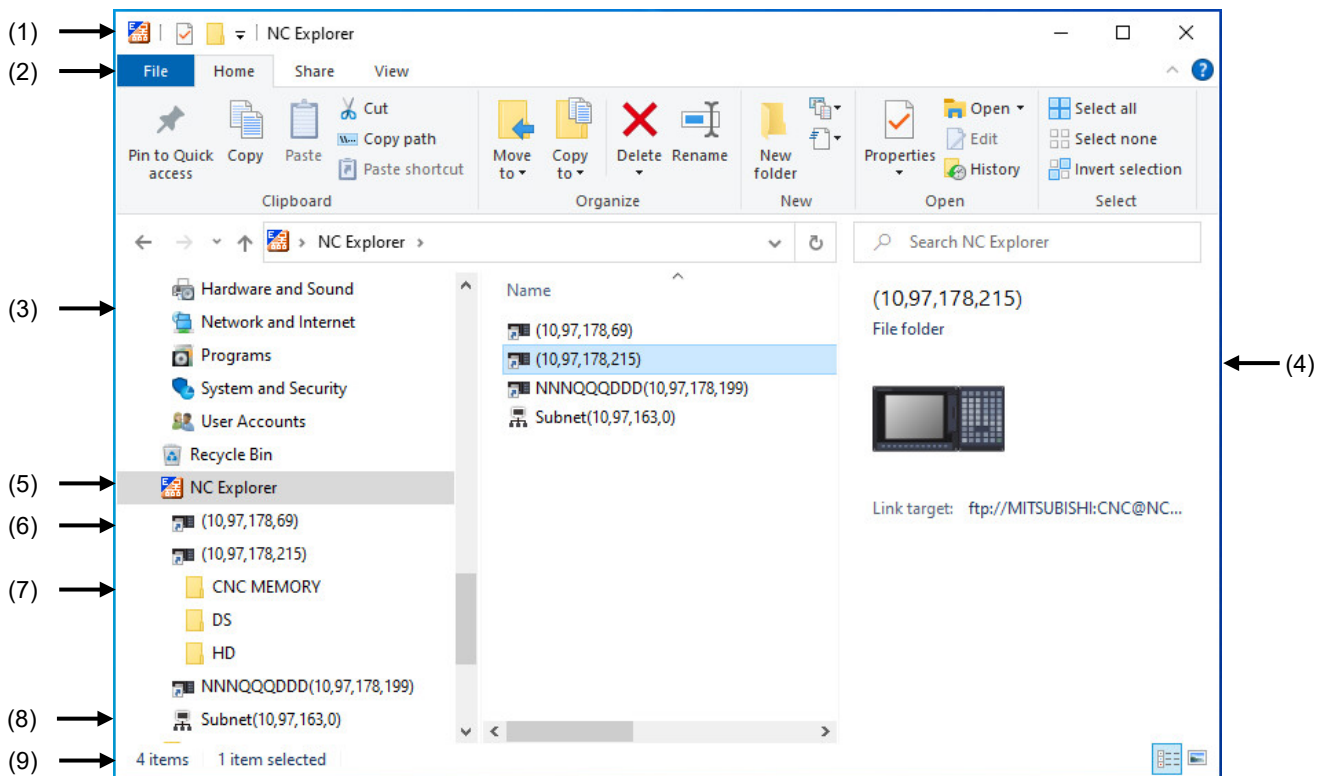 (1) NC Explorer
(2) File Home Share View
Pin to Quick access Copy Paste Cut Copy path Paste shortcut
Clipboard
Move to Copy to Delete Rename
Organize
New folder
New
Properties Open Edit History
Open
Select all Select none Invert selection
Select
NC Explorer
Search NC Explorer
(3)
Hardware and Sound
Network and Internet
Programs
System and Security
User Accounts
Recycle Bin
(5) NC Explorer
(6) (10,97,178,69)
(10,97,178,215)
(7) CNC MEMORY
DS
HD
NNNQQQDDD(10,97,178,199)
(8) Subnet(10,97,163,0)
Name
(10,97,178,69)
(10,97,178,215)
NNNQQQDDD(10,97,178,199)
Subnet(10,97,163,0)
(10,97,178,215)
File folder
(4)
Link target: ftp://MITSUBISHI:CNC@NC...
(9) 4 items 1 item selected